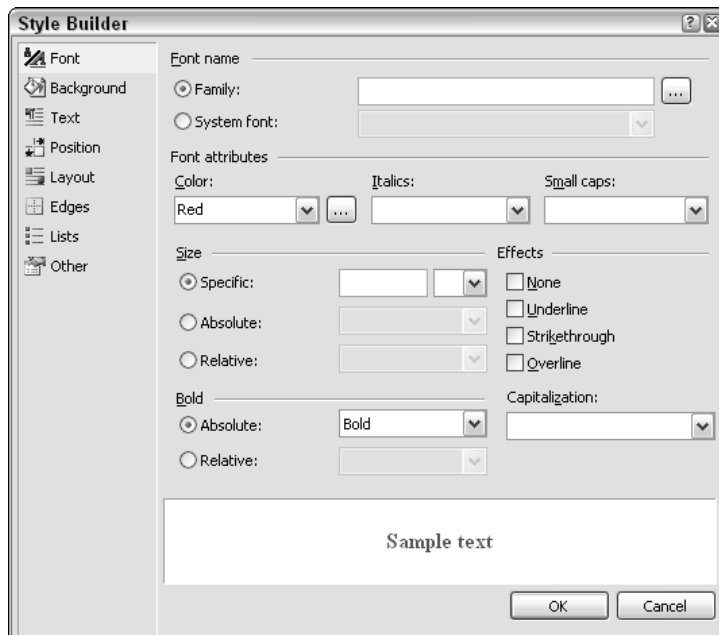 Style Builder
Font
Background
Text
Position
Layout
Edges
Lists
Other
Font name
Family:
...
System font:
Font attributes
Color:
Italics:
Small caps:
Red
...
Size
Effects
Specific:
None
Underline
Absolute:
Strikethrough
Relative:
Overline
Bold
Capitalization:
Absolute:
Bold
Relative:
Sample text
OK
Cancel